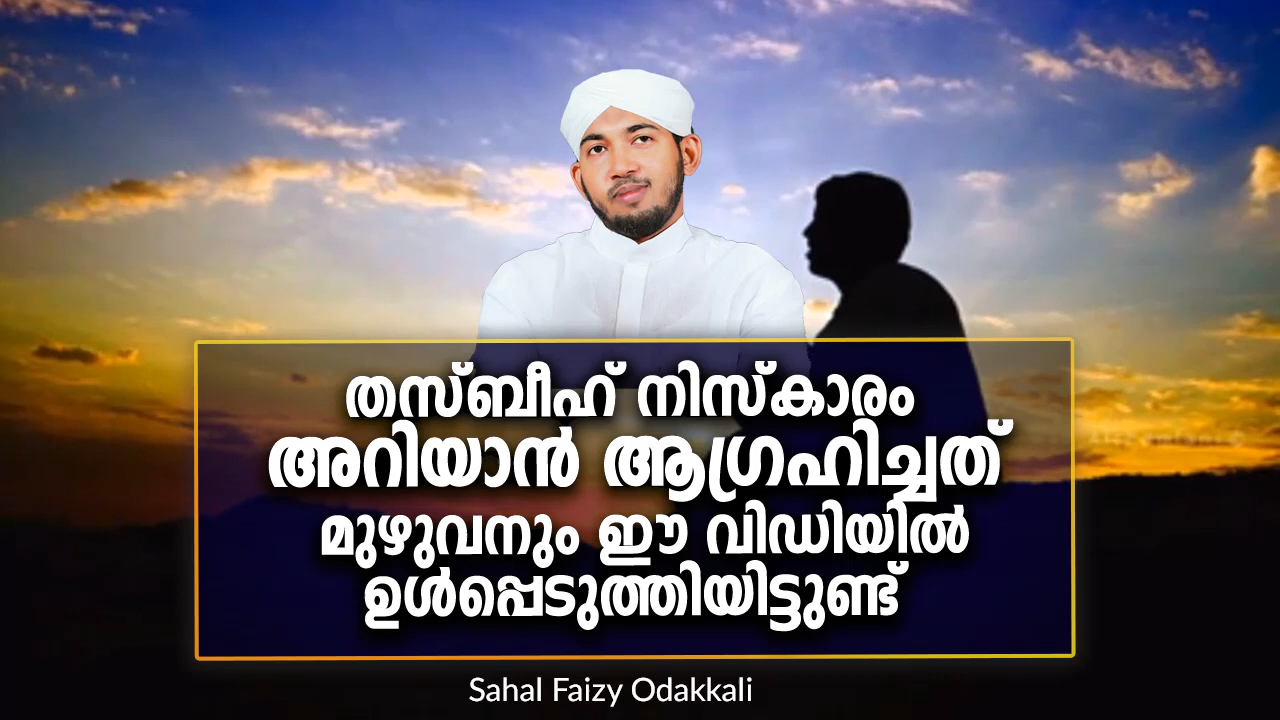 തസ്ബീഹ് നിസ്കാരം
അറിയാൻ ആഗ്രഹിച്ചത്
മുഴുവനും ഈ വിഡിയിൽ
ഉൾപ്പെടുത്തിയിട്ടുണ്ട്
Sahal Faizy Odakkali